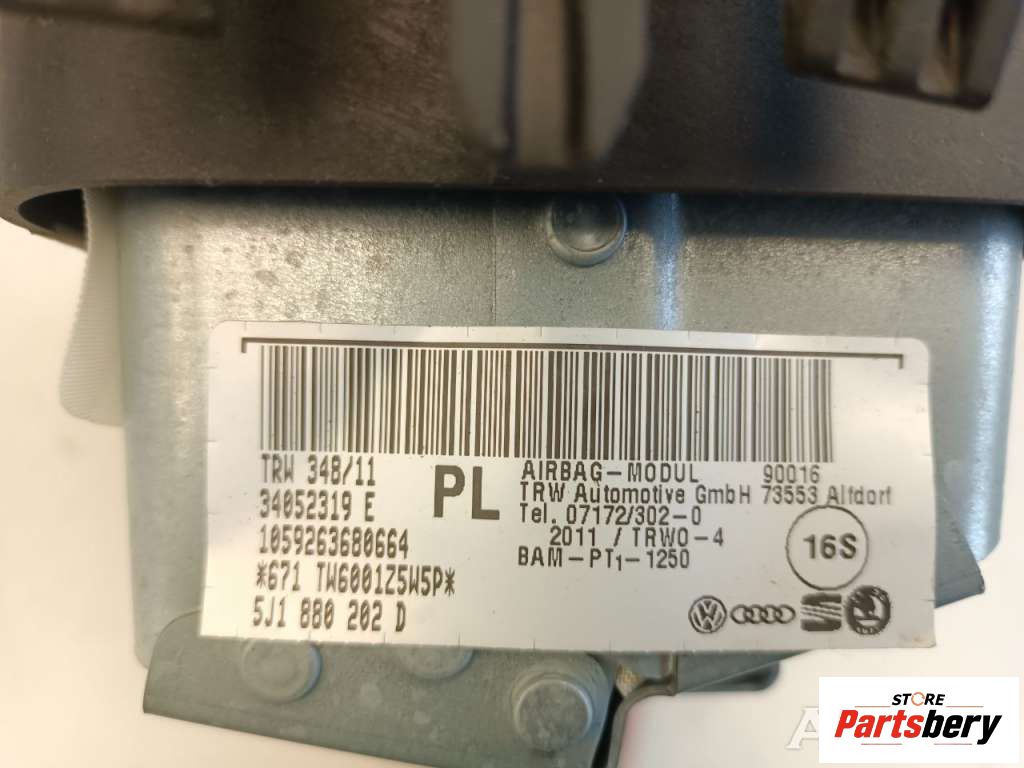 TRW 348/11
34052319 E
1059263680664
*671 TW6001Z5W5P*
5J1 880 202 D
PL
AIRBAG-MODUL 90016
TRW Automotive GmbH 73553 Alfdorf
Tel. 07172/302-0
2011 / TRWO-4
BAM-PT1-1250
16S
STORE
Partsbery